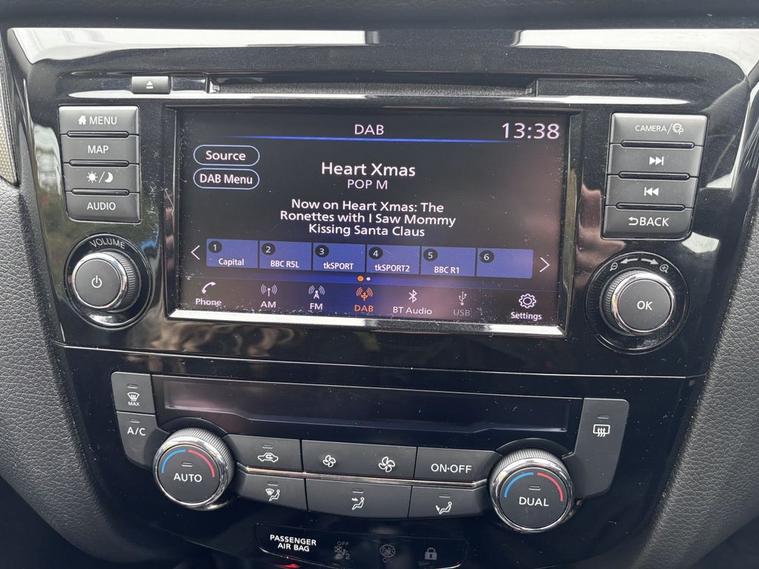 MENU
MAP
AUDIO
VOLUME
DAB
13:38
Source
DAB Menu
Heart Xmas
POP M
Now on Heart Xmas: The
Ronettes with I Saw Mommy
Kissing Santa Claus
1 Capital
2 BBC R5L
3 tkSPORT
4 tkSPORT2
5 BBC R1
6
Phone
AM
FM
DAB
BT Audio
USB
Settings
CAMERA/
BACK
OK
MAX
A/C
AUTO
ON•OFF
DUAL
PASSENGER
AIR BAG
OFF